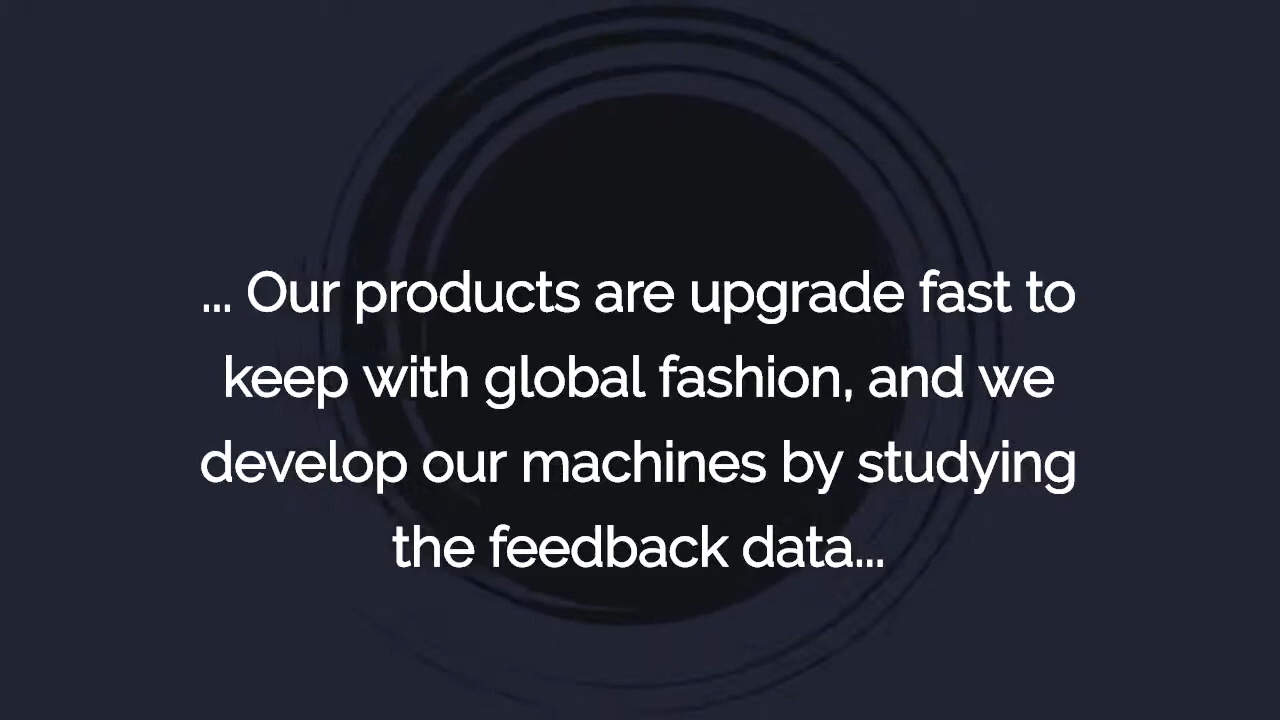 ... Our products are upgrade fast to
keep with global fashion, and we
develop our machines by studying
the feedback data...